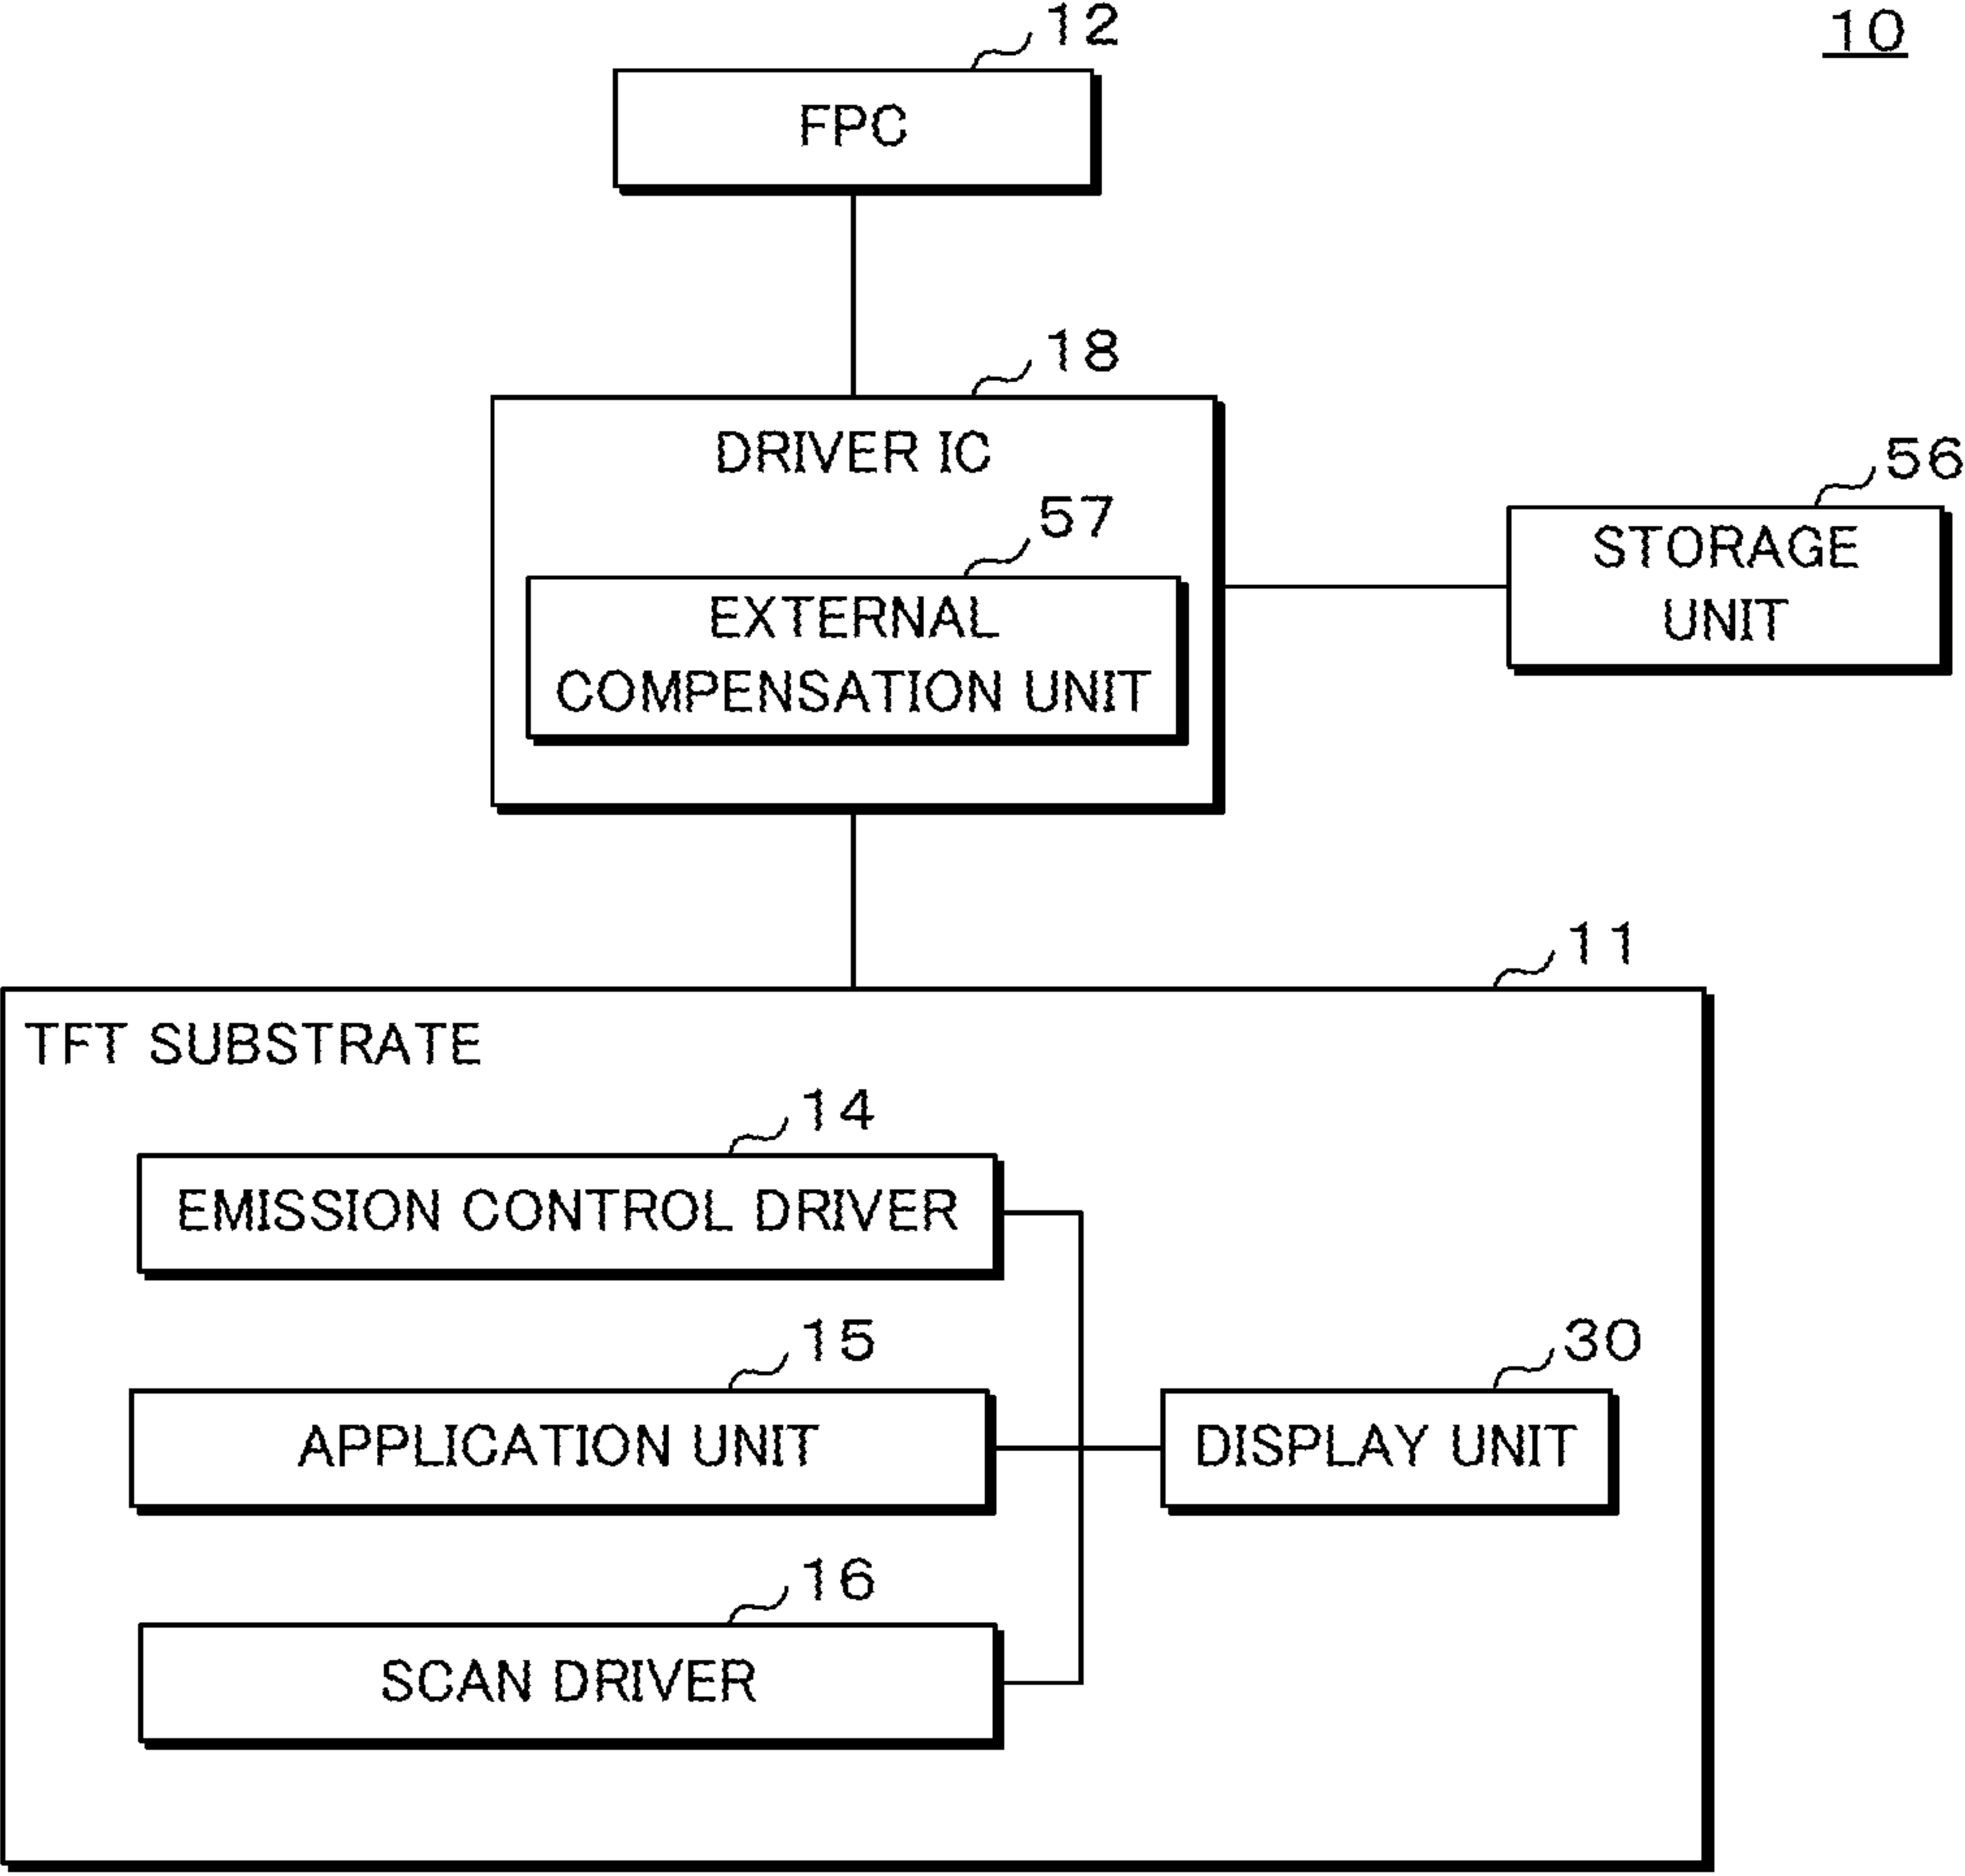 10
12
FPC
18
DRIVER IC
57
EXTERNAL
COMPENSATION UNIT
56
STORAGE
UNIT
11
TFT SUBSTRATE
14
EMISSION CONTROL DRIVER
15
APPLICATION UNIT
30
DISPLAY UNIT
16
SCAN DRIVER